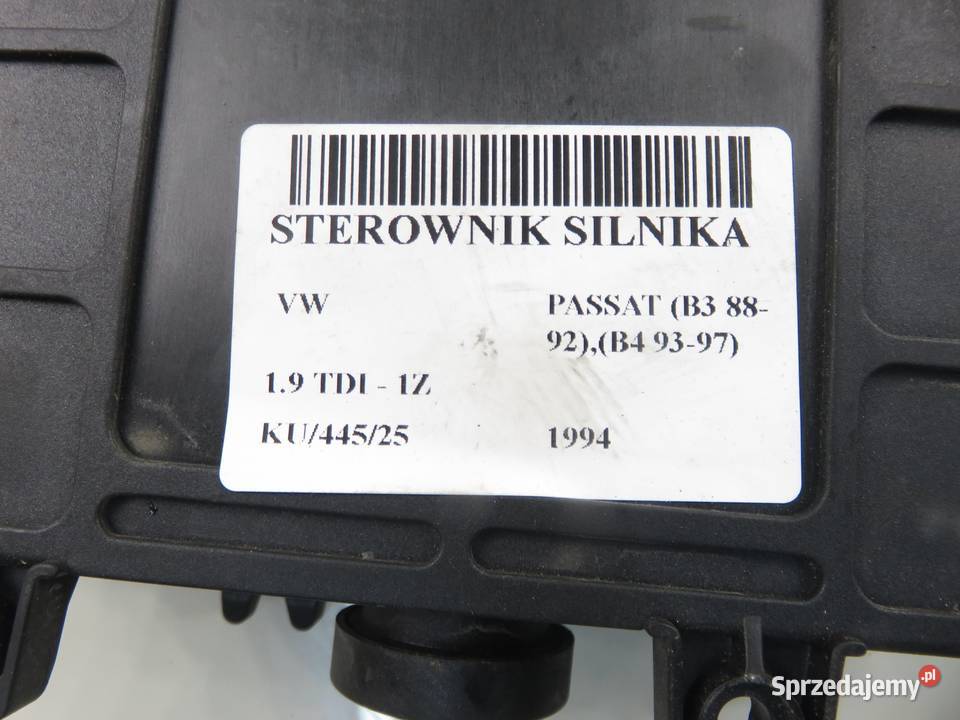 STEROWNIK SILNIKA
VW
PASSAT (B3 88-
92),(B4 93-97)
1.9 TDI - 1Z
KU/445/25
1994
Sprzedajemy.pl